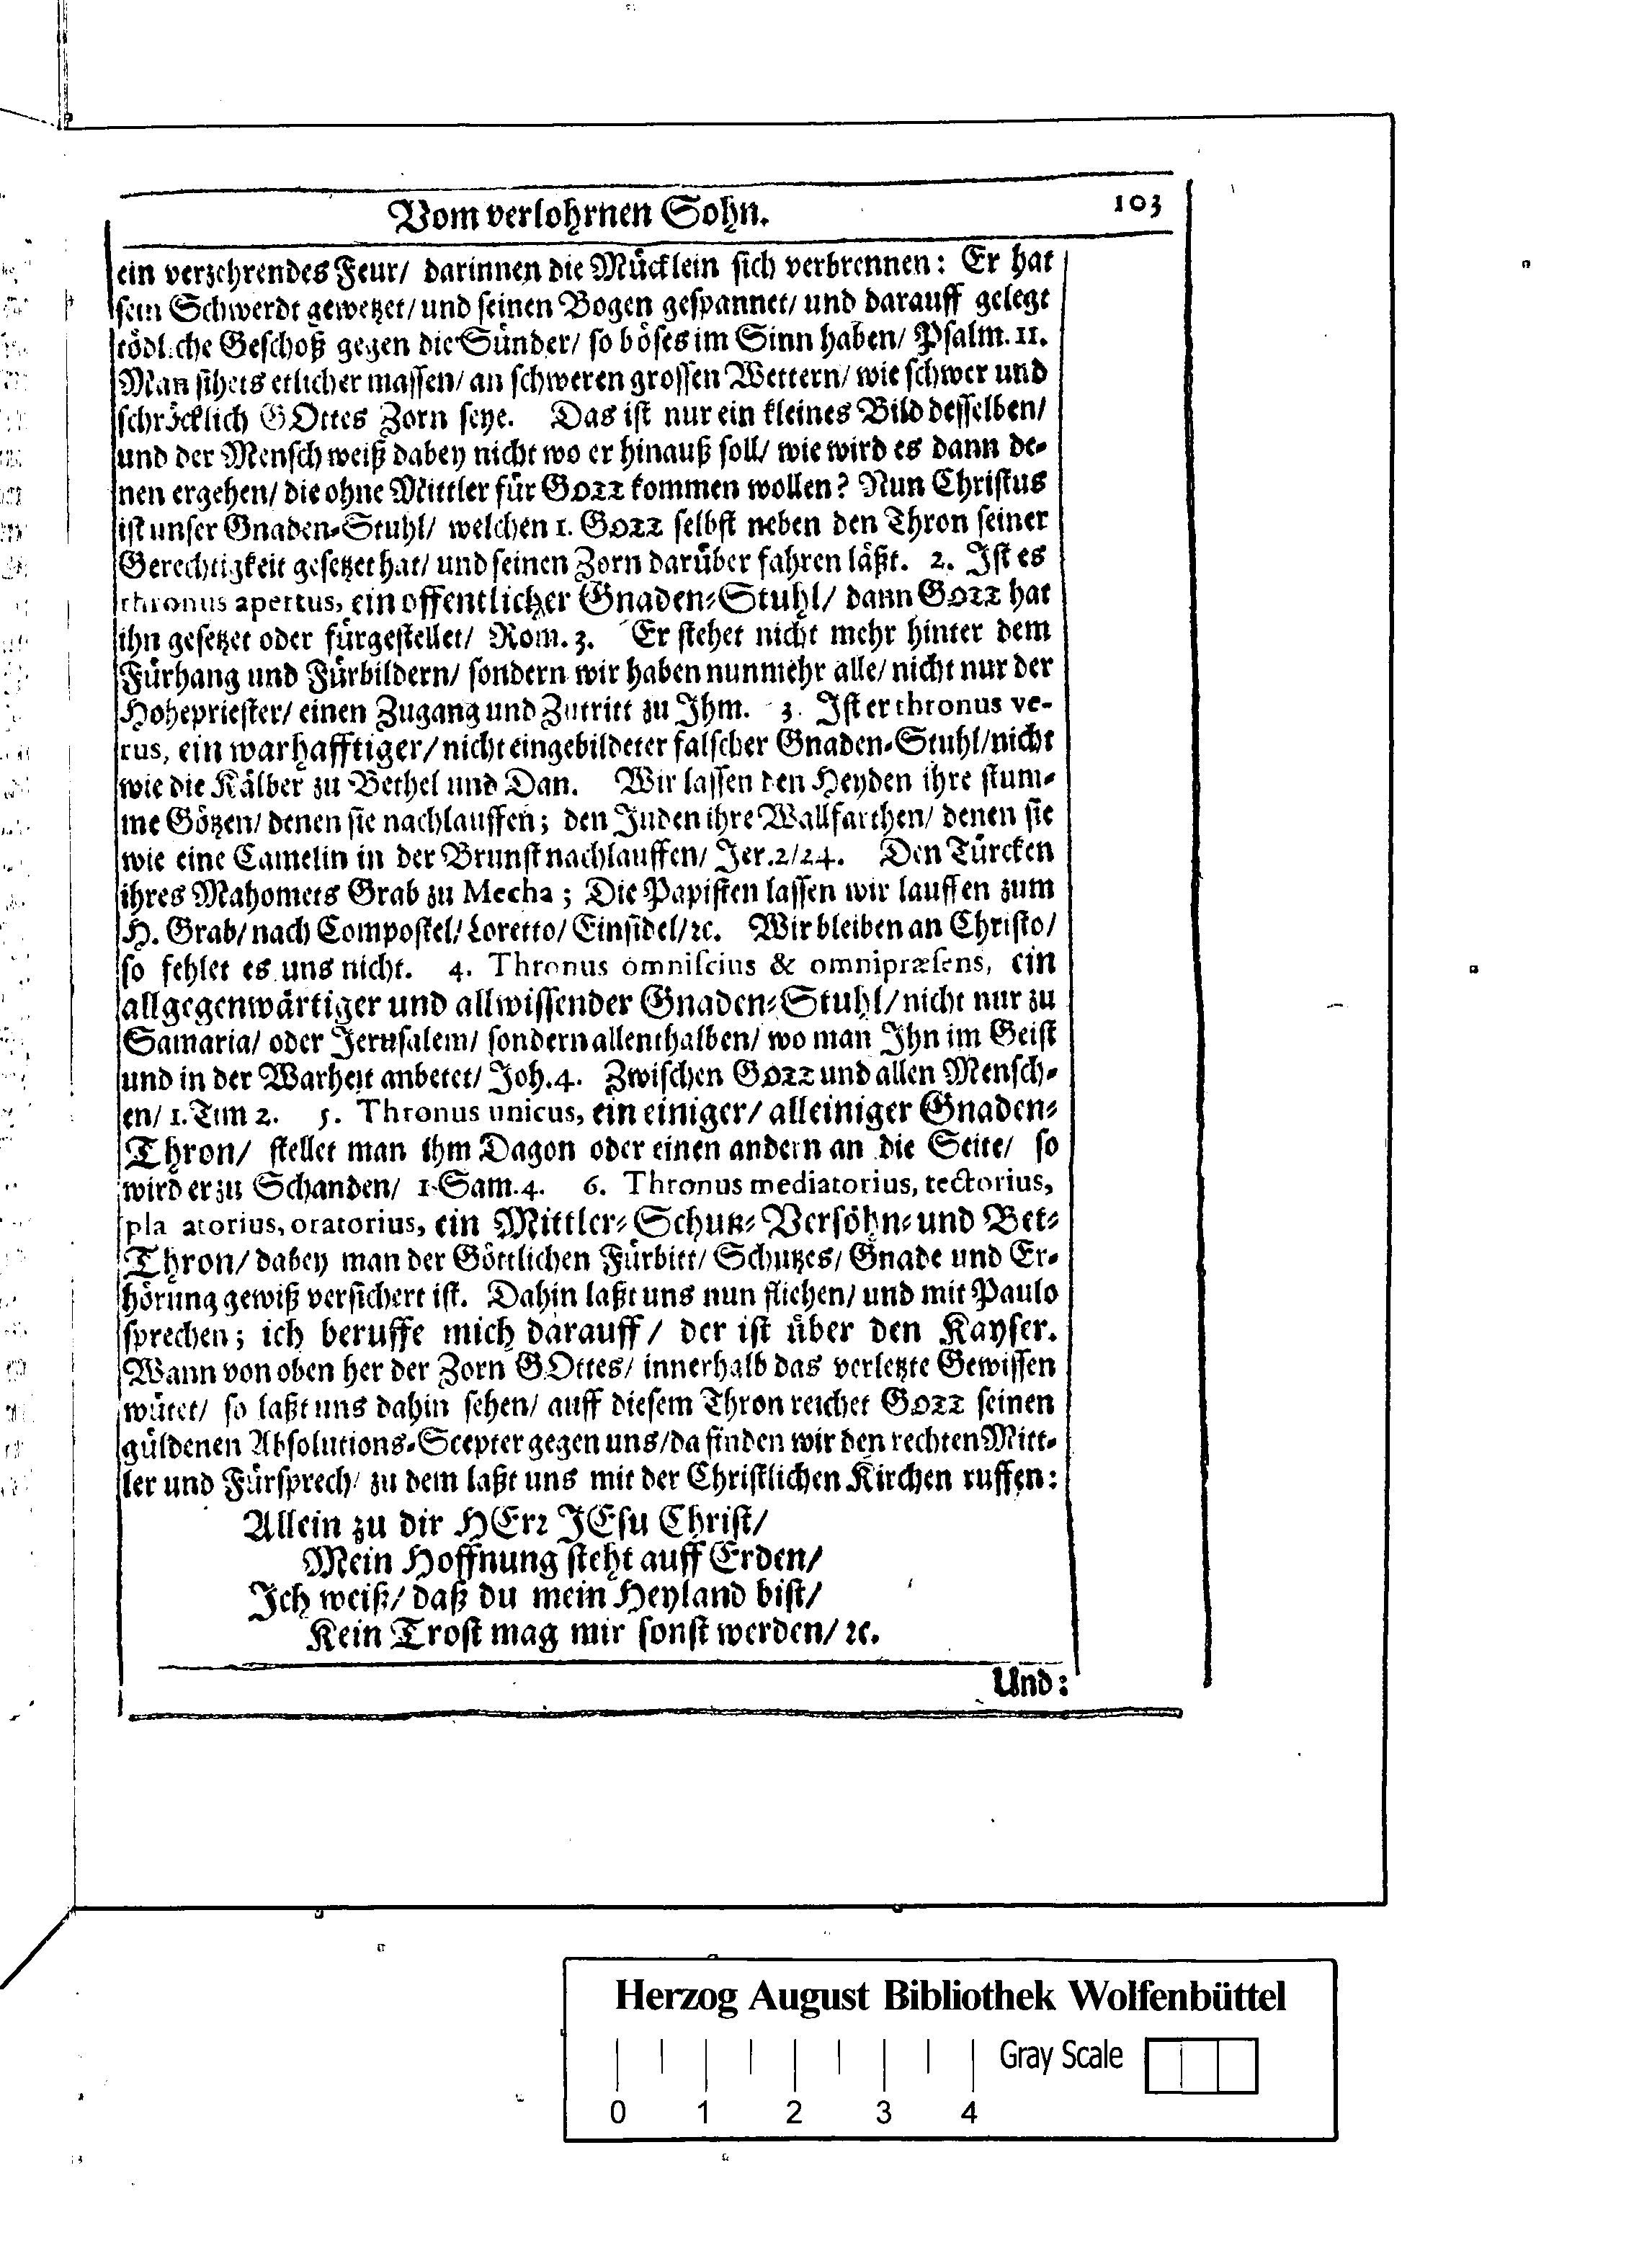 Vom verlohrnen Sohn. 103
ein verzehrendes Feur/ darinnen die Mücklein sich verbrennen: Er hat
sein Schwerdt gewetzet/ und seinen Bogen gespannet/ und darauff gelegt
tödliche Geschoß gegen die Sünder/ so böses im Sinn haben/ Psalm. 11.
Man sihets etlicher massen/ an schweren grossen Wettern/ wie schwer und
schröcklich GOttes Zorn seye. Das ist nur ein kleines Bild desselben/
und der Mensch weiß dabey nicht wo er hinauß soll/ wie wird es dann de-
nen ergehen/ die ohne Mittler für GOTT kommen wollen? Nun Christus
ist unser Gnaden-Stuhl/ welchen 1. GOTT selbst neben den Thron seiner
Gerechtigkeit gesetzet hat/ und seinen Zorn darüber fahren läßt. 2. Ist es
thronus apertus, ein offentlicher Gnaden-Stuhl/ dann GOTT hat
ihn gesetzet oder fürgestellet/ Rom. 3. Er stehet nicht mehr hinter dem
Fürhang und Fürbildern/ sondern wir haben nunmehr alle/ nicht nur der
Hohepriester/ einen Zugang und Zutritt zu Ihm. 3. Ist er thronus ve-
rus, ein warhafftiger/ nicht eingebildeter falscher Gnaden-Stuhl/ nicht
wie die Kälber zu Bethel und Dan. Wir lassen den Heyden ihre stum-
me Götzen/ denen sie nachlauffen; den Juden ihre Wallfarthen/ denen sie
wie eine Camelin in der Brunst nachlauffen/ Jer. 2/24. Den Türcken
ihres Mahomets Grab zu Mecha; Die Papisten lassen wir lauffen zum
H. Grab/ nach Compostel/ Loretto/ Einsidel/ ꝛc. Wir bleiben an Christo/
so fehlet es uns nicht. 4. Thronus omniscius & omnipræsens, ein
allgegenwärtiger und allwissender Gnaden-Stuhl/ nicht nur zu
Samaria/ oder Jerusalem/ sondern allenthalben/ wo man Ihn im Geist
und in der Warheit anbetet/ Joh. 4. Zwischen GOTT und allen Mensch-
en/ 1. Tim 2. 5. Thronus unicus, ein einiger/ alleiniger Gnaden-
Thron/ stellet man ihm Dagon oder einen andern an die Seite/ so
wird er zu Schanden/ 1. Sam. 4. 6. Thronus mediatorius, tectorius,
pla atorius, oratorius, ein Mittler- Schutz- Versöhn- und Bet-
Thron/ dabey man der Göttlichen Fürbitt/ Schutzes/ Gnade und Er-
hörung gewiß versichert ist. Dahin laßt uns nun fliehen/ und mit Paulo
sprechen; ich beruffe mich darauff/ der ist über den Kayser.
Wann von oben her der Zorn GOttes/ innerhalb das verletzte Gewissen
wütet/ so laßt uns dahin sehen/ auff diesem Thron reichet GOTT seinen
güldenen Absolutions-Scepter gegen uns/ da finden wir den rechten Mitt-
ler und Fürsprech/ zu dem laßt uns mit der Christlichen Kirchen ruffen:
Allein zu dir HErr JEsu Christ/
Mein Hoffnung steht auff Erden/
Ich weiß/ daß du mein Heyland bist/
Kein Trost mag mir sonst werden/ ꝛc.
Und:
Herzog August Bibliothek Wolfenbüttel
Gray Scale
0 1 2 3 4